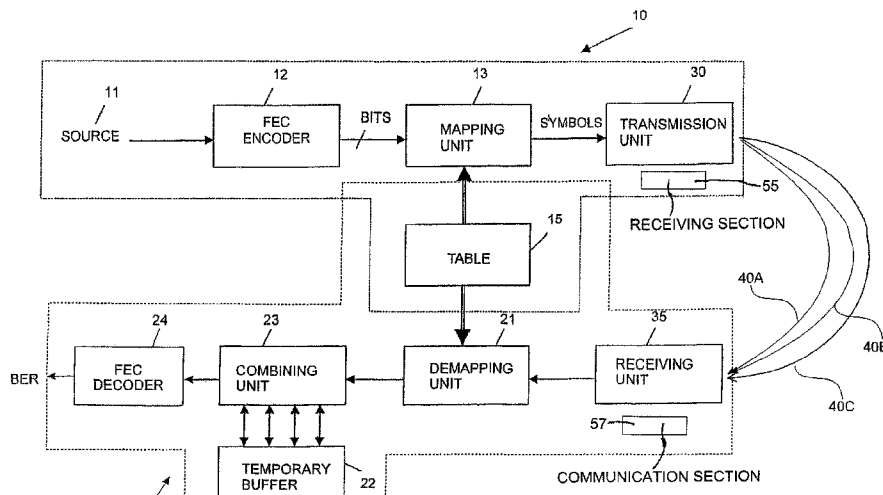 10
11
12
13
30
SOURCE
FEC
ENCODER
BITS
MAPPING
UNIT
SYMBOLS
TRANSMISSION
UNIT
55
RECEIVING SECTION
15
TABLE
40A
40B
40C
24
23
21
35
BER
FEC
DECODER
COMBINING
UNIT
DEMAPPING
UNIT
RECEIVING
UNIT
57
COMMUNICATION SECTION
TEMPORARY
BUFFER
22